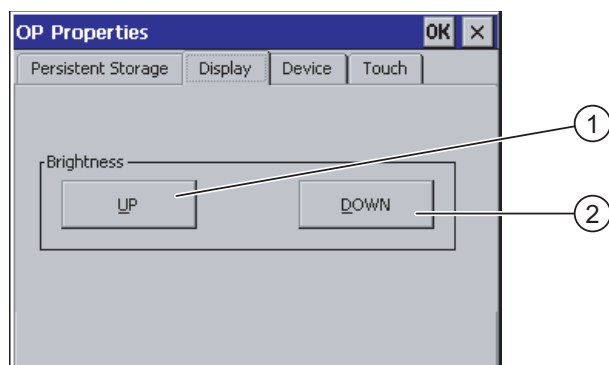 OP Properties OK ×
Persistent Storage Display Device Touch
1
Brightness
UP DOWN
2